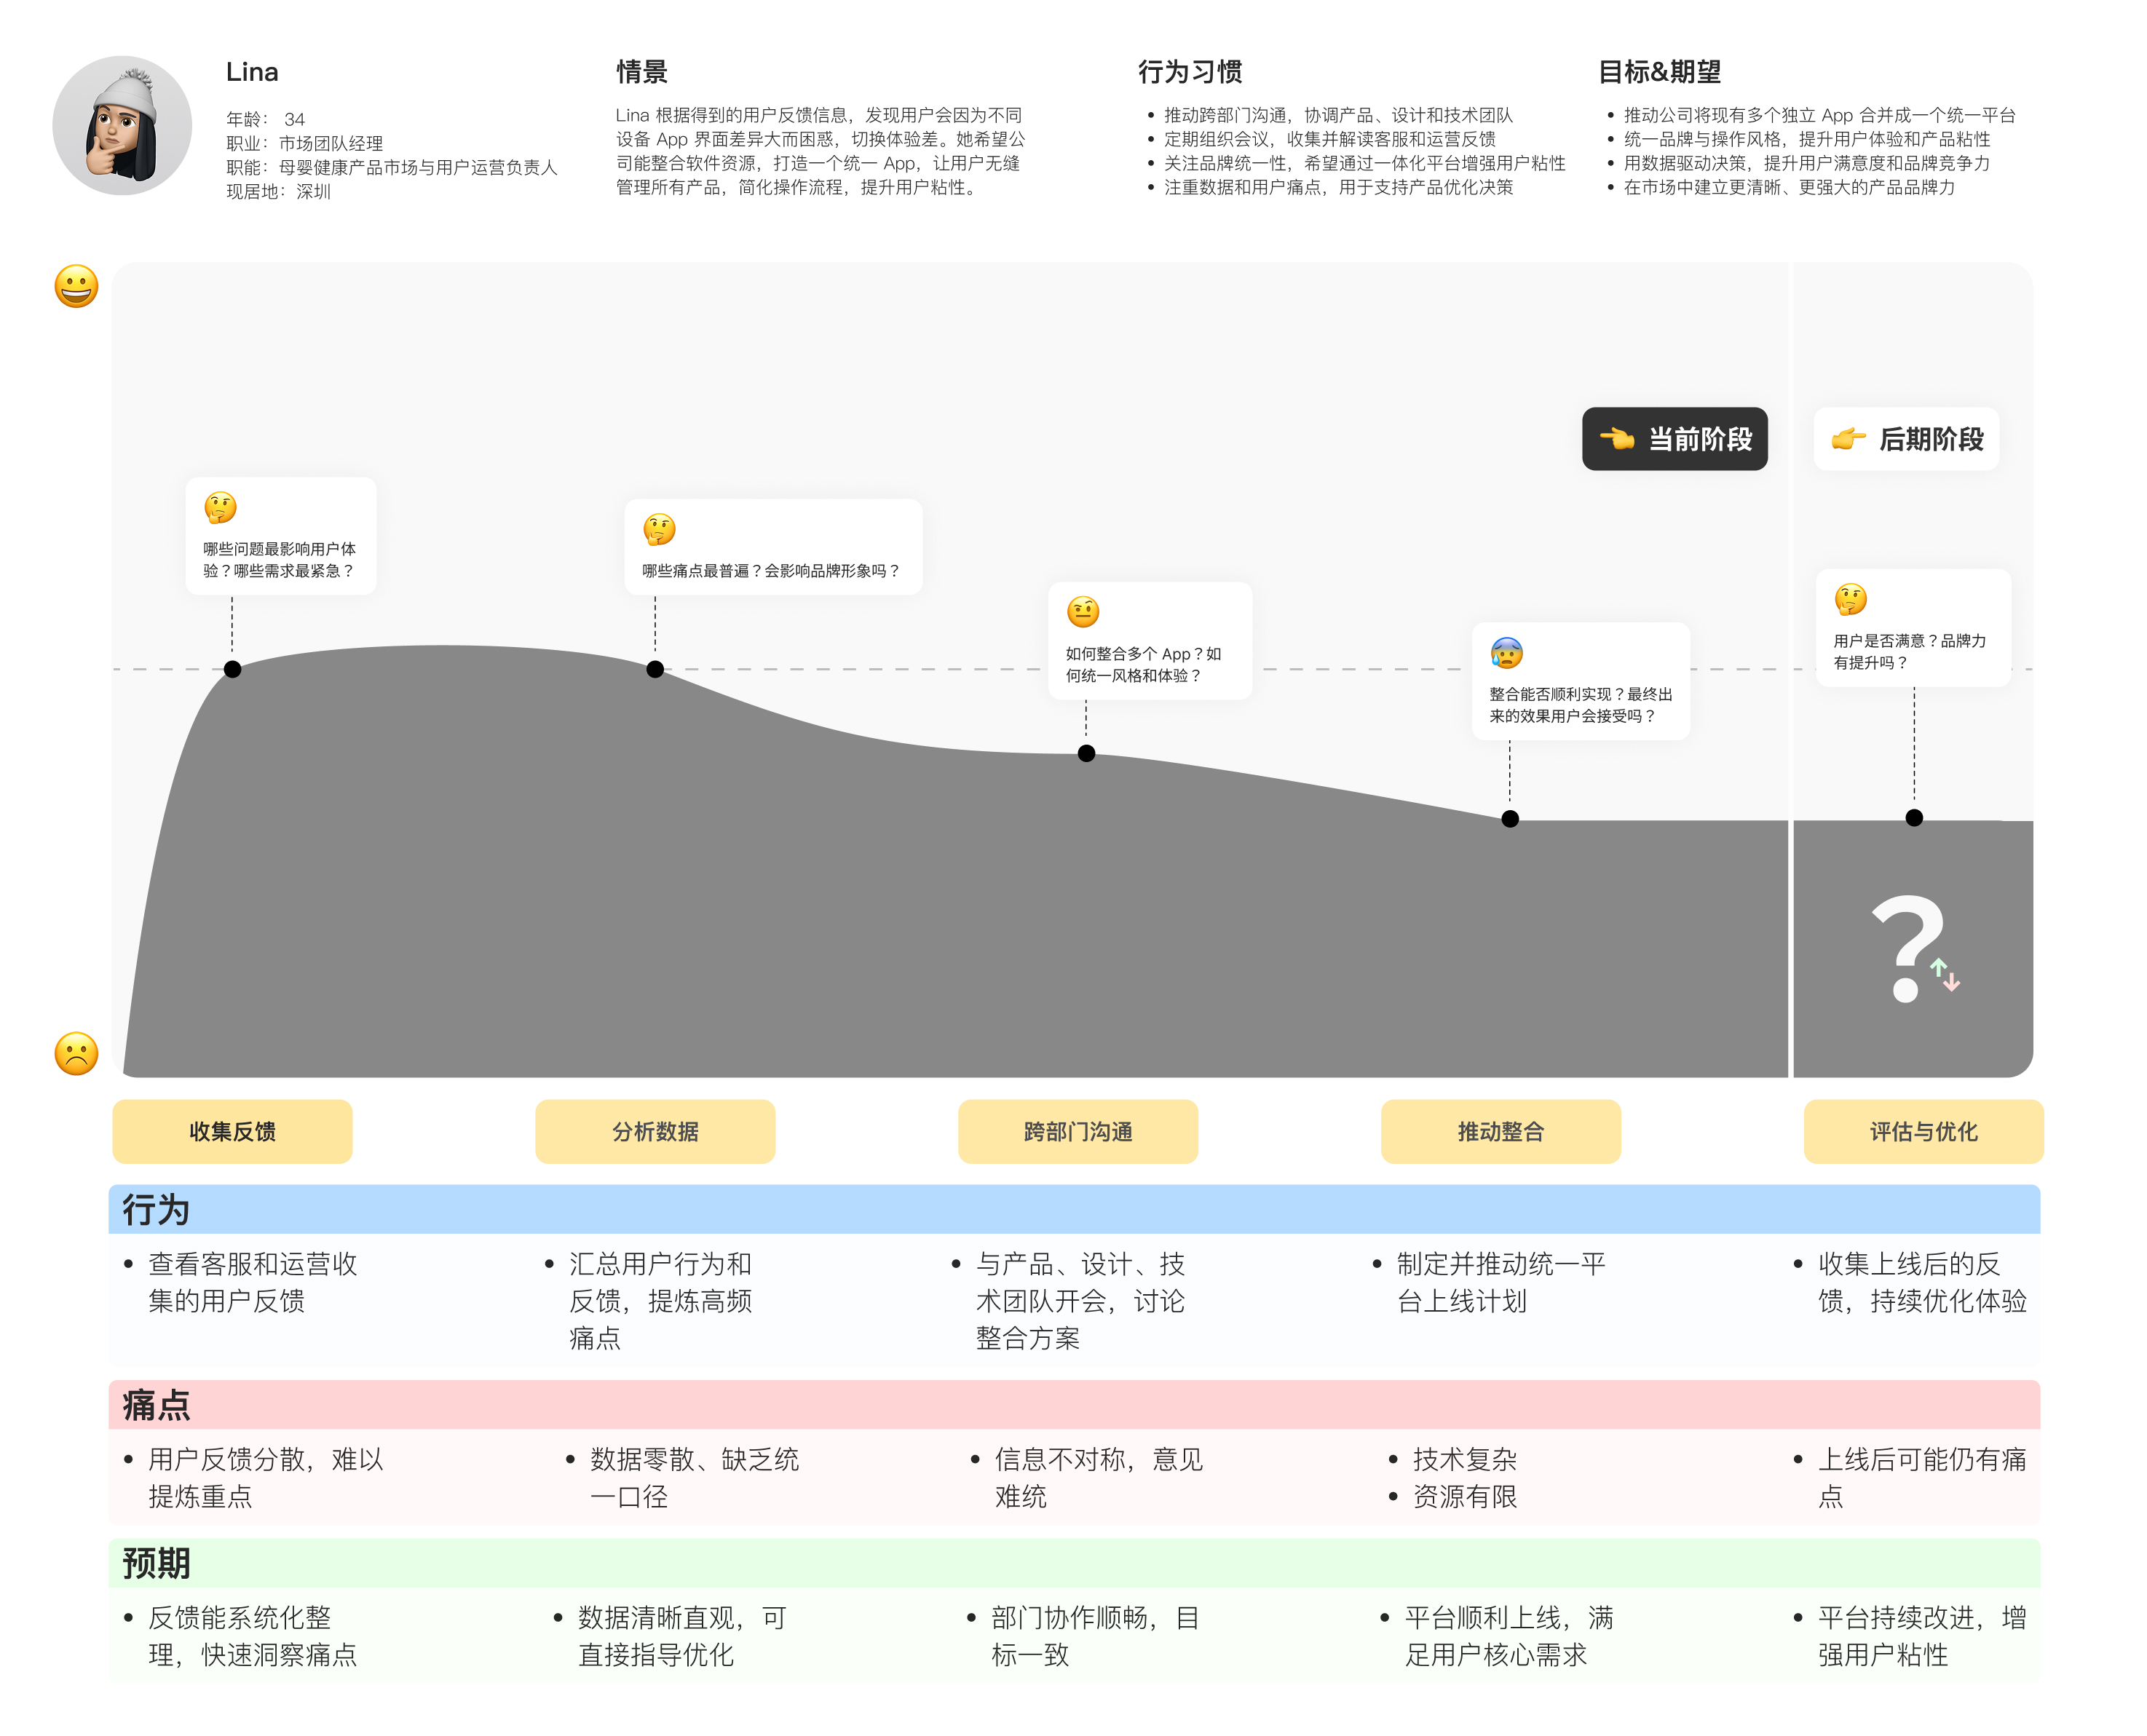 Lina
年龄： 34
职业：市场团队经理
职能：母婴健康产品市场与用户运营负责人
现居地：深圳
情景
Lina 根据得到的用户反馈信息，发现用户会因为不同
设备 App 界面差异大而困惑，切换体验差。她希望公
司能整合软件资源，打造一个统一 App，让用户无缝
管理所有产品，简化操作流程，提升用户粘性。
行为习惯
• 推动跨部门沟通，协调产品、设计和技术团队
• 定期组织会议，收集并解读客服和运营反馈
• 关注品牌统一性，希望通过一体化平台增强用户粘性
• 注重数据和用户痛点，用于支持产品优化决策
目标&期望
• 推动公司将现有多个独立 App 合并成一个统一平台
• 统一品牌与操作风格，提升用户体验和产品粘性
• 用数据驱动决策，提升用户满意度和品牌竞争力
• 在市场中建立更清晰、更强大的产品品牌力
当前阶段
后期阶段
哪些问题最影响用户体
验？哪些需求最紧急？
哪些痛点最普遍？会影响品牌形象吗？
如何整合多个 App？如
何统一风格和体验？
整合能否顺利实现？最终出
来的效果用户会接受吗？
用户是否满意？品牌力
有提升吗？
?
收集反馈
分析数据
跨部门沟通
推动整合
评估与优化
行为
• 查看客服和运营收
集的用户反馈
• 汇总用户行为和
反馈，提炼高频
痛点
• 与产品、设计、技
术团队开会，讨论
整合方案
• 制定并推动统一平
台上线计划
• 收集上线后的反
馈，持续优化体验
痛点
• 用户反馈分散，难以
提炼重点
• 数据零散、缺乏统
一口径
• 信息不对称，意见
难统
• 技术复杂
• 资源有限
• 上线后可能仍有痛
点
预期
• 反馈能系统化整
理，快速洞察痛点
• 数据清晰直观，可
直接指导优化
• 部门协作顺畅，目
标一致
• 平台顺利上线，满
足用户核心需求
• 平台持续改进，增
强用户粘性